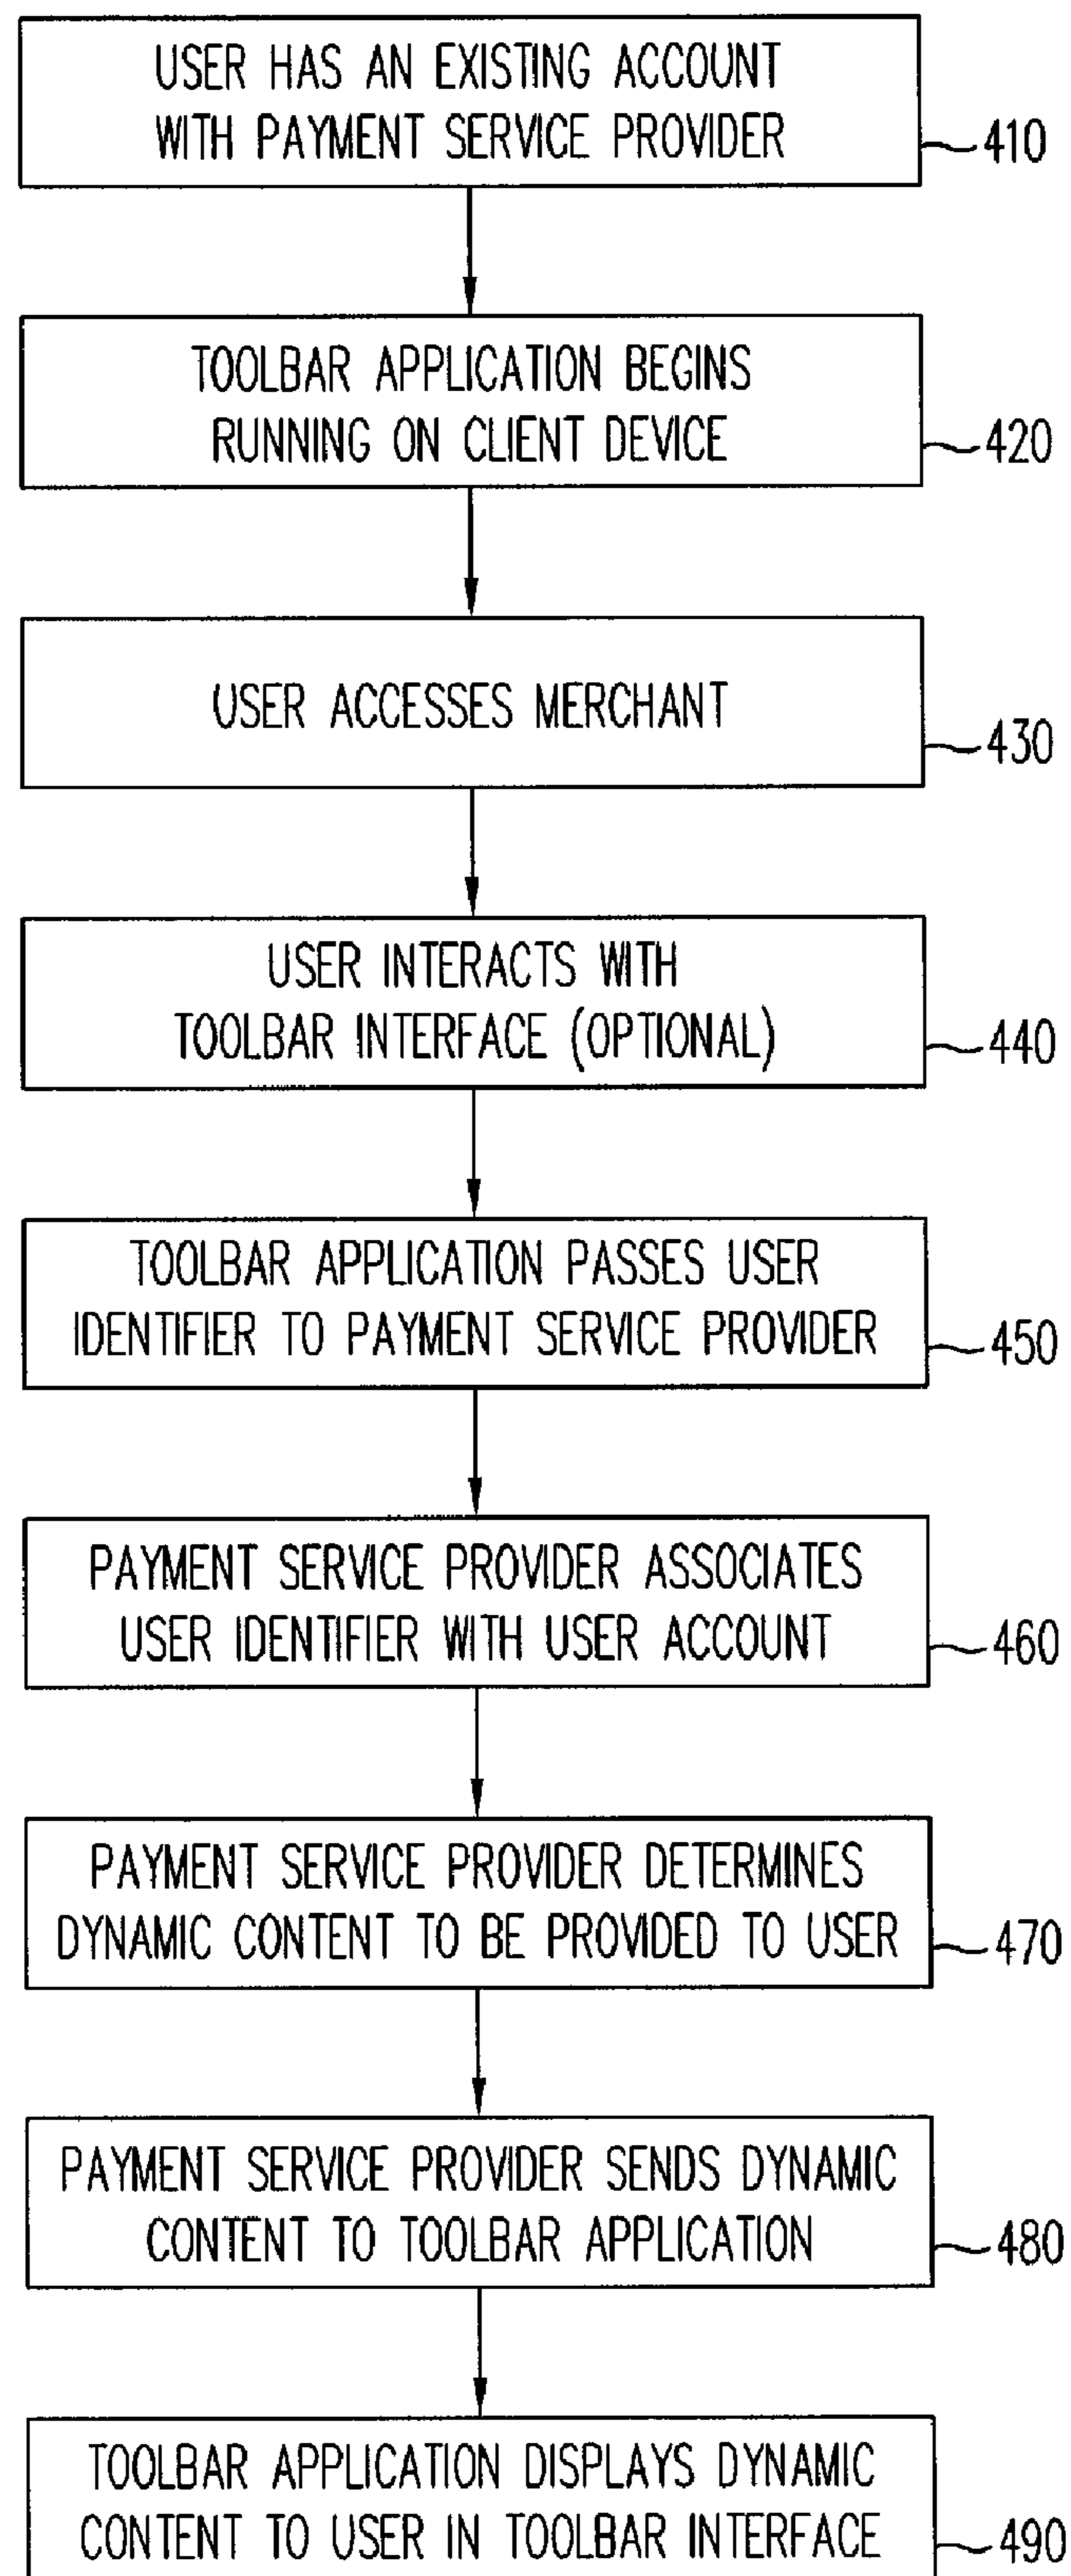 USER HAS AN EXISTING ACCOUNT
WITH PAYMENT SERVICE PROVIDER
410
TOOLBAR APPLICATION BEGINS
RUNNING ON CLIENT DEVICE
420
USER ACCESSES MERCHANT
430
USER INTERACTS WITH
TOOLBAR INTERFACE (OPTIONAL)
440
TOOLBAR APPLICATION PASSES USER
IDENTIFIER TO PAYMENT SERVICE PROVIDER
450
PAYMENT SERVICE PROVIDER ASSOCIATES
USER IDENTIFIER WITH USER ACCOUNT
460
PAYMENT SERVICE PROVIDER DETERMINES
DYNAMIC CONTENT TO BE PROVIDED TO USER
470
PAYMENT SERVICE PROVIDER SENDS DYNAMIC
CONTENT TO TOOLBAR APPLICATION
480
TOOLBAR APPLICATION DISPLAYS DYNAMIC
CONTENT TO USER IN TOOLBAR INTERFACE
490